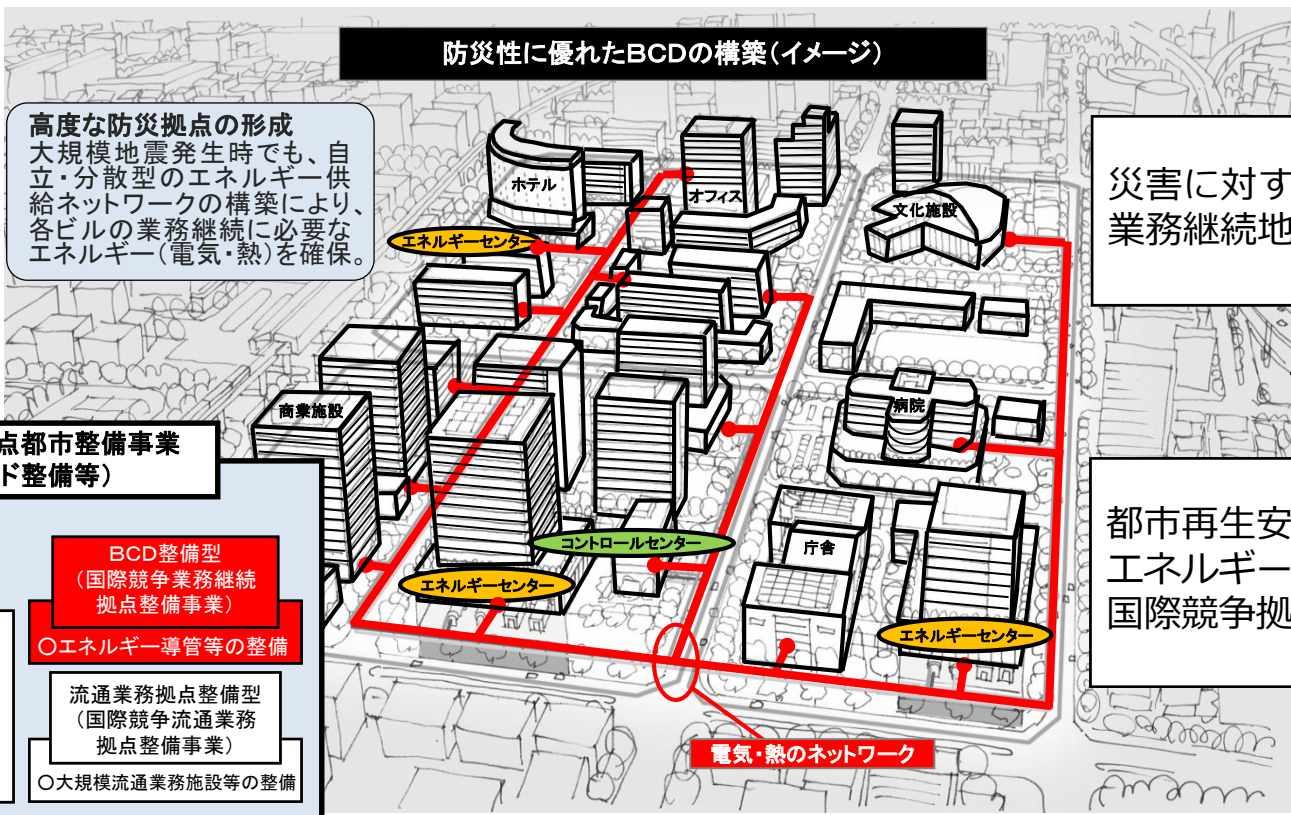 防災性に優れたBCDの構築(イメージ)
高度な防災拠点の形成
大規模地震発生時でも、自
立・分散型のエネルギー供
給ネットワークの構築により、
各ビルの業務継続に必要な
エネルギー(電気・熱)を確保。
ホテル
オフィス
文化施設
エネルギーセンター
商業施設
病院
コントロールセンター
庁舎
エネルギーセンター
エネルギーセンター
電気・熱のネットワーク
災害に対す
業務継続地
都市再生安
エネルギー
国際競争拠
点都市整備事業
ド整備等)
BCD整備型
(国際競争業務継続
拠点整備事業)
○エネルギー導管等の整備
流通業務拠点整備型
(国際競争流通業務
拠点整備事業)
○大規模流通業務施設等の整備